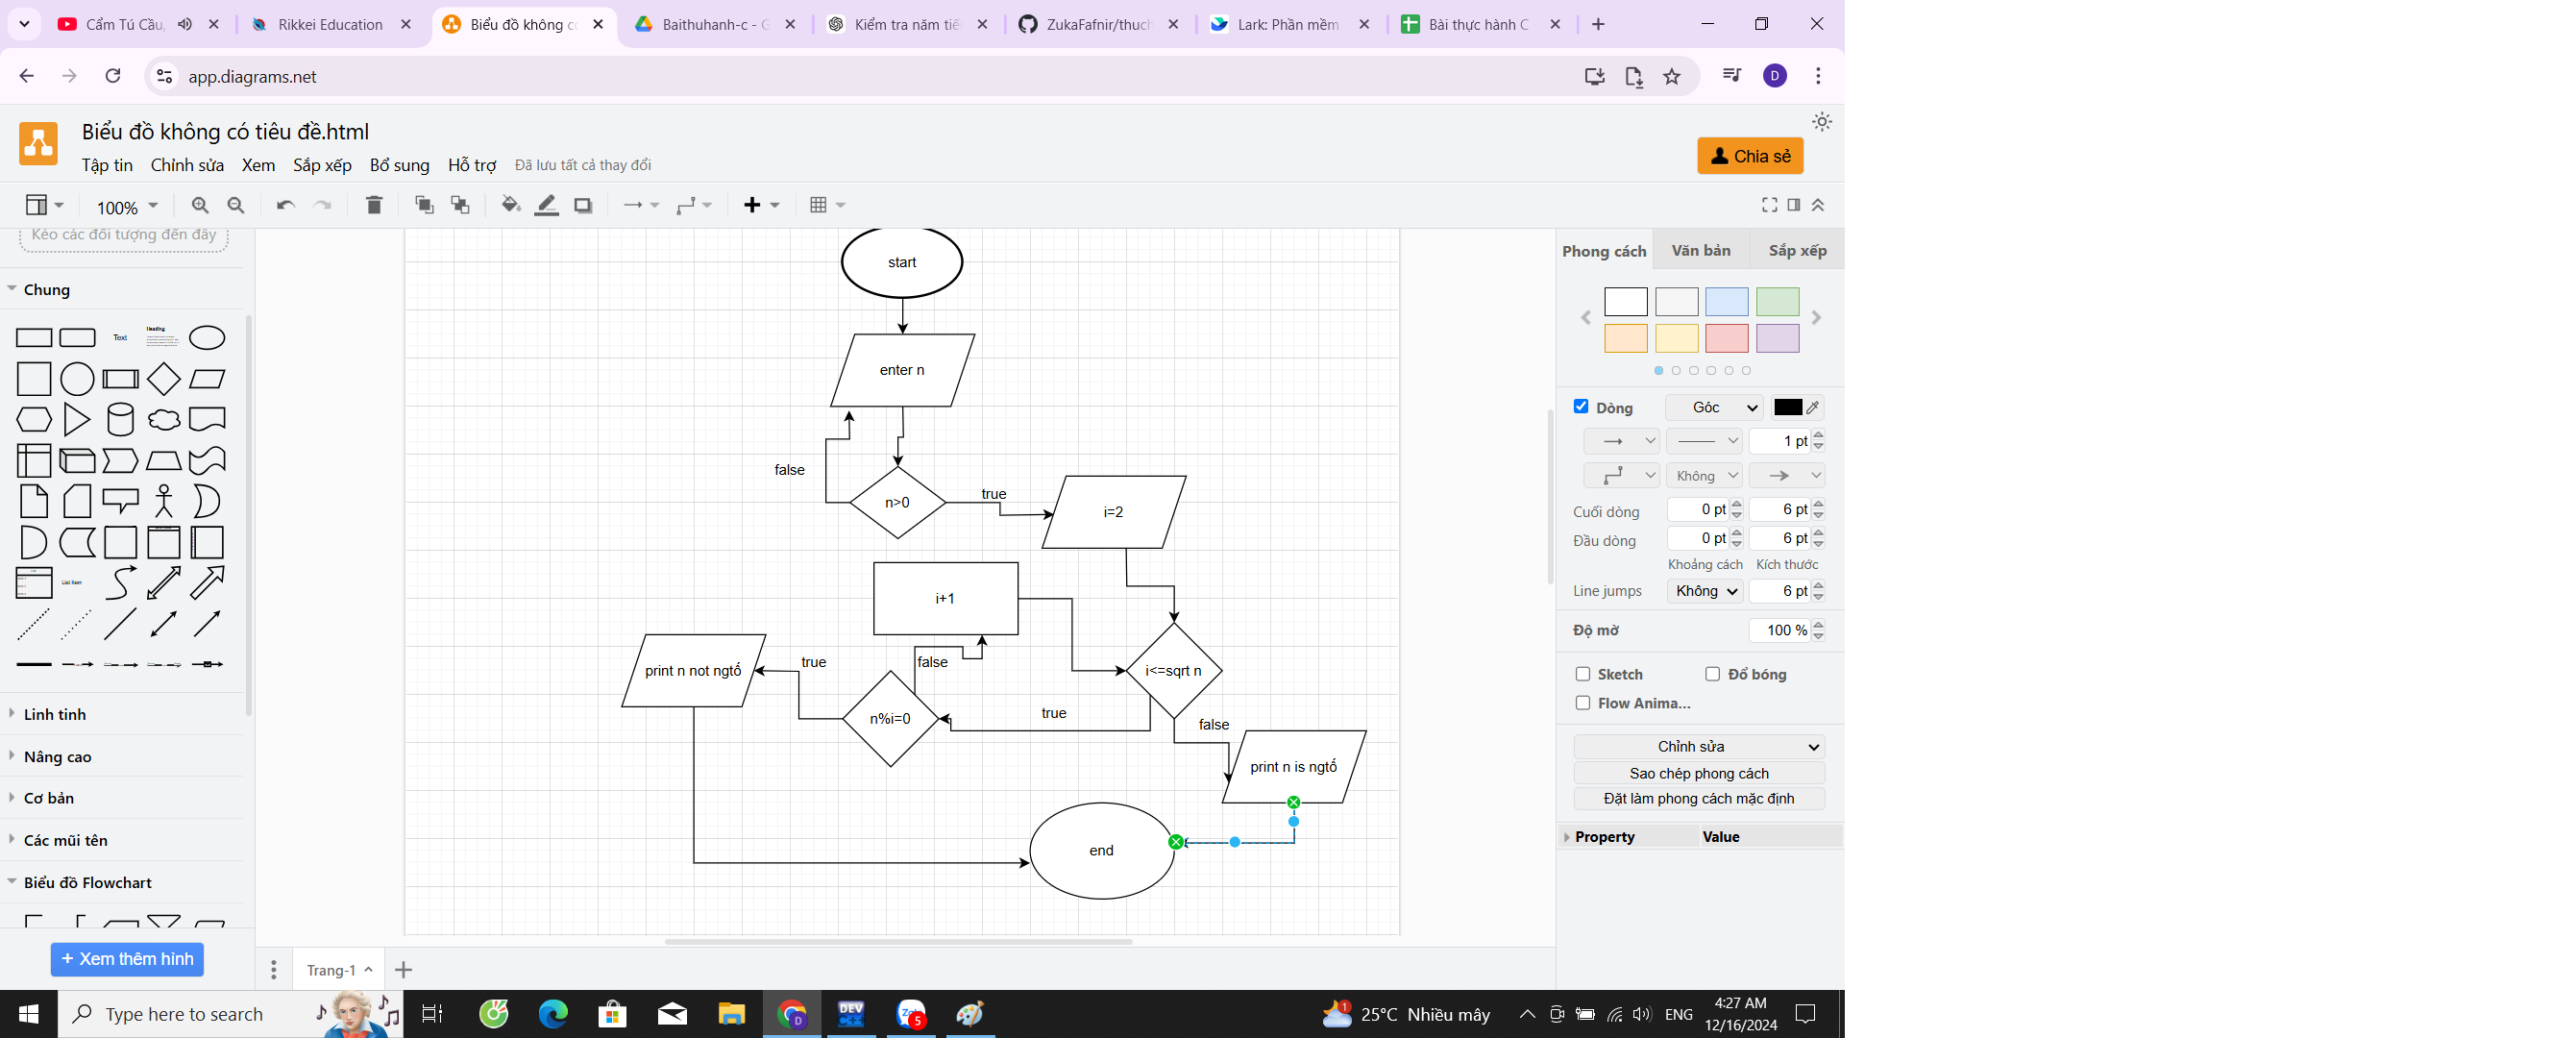 Cẩm Tú Cầu,
Rikkei Education
Biểu đồ không c
Baithuhanh-c - G
Kiểm tra năm tiế
ZukaFafnir/thuch
Lark: Phần mềm
Bài thực hành C
app.diagrams.net
D
Biểu đồ không có tiêu đề.html
Tập tin Chỉnh sửa Xem Sắp xếp Bổ sung Hỗ trợ Đã lưu tất cả thay đổi
Chia sẻ
100%
Kéo các đối tượng đến đây
Chung
Text
Heading
List Item
Linh tinh
Nâng cao
Cơ bản
Các mũi tên
Biểu đồ Flowchart
+ Xem thêm hình
start
enter n
false
n>0
true
i=2
i+1
print n not ngtố
true
false
i<=sqrt n
n%i=0
true
false
print n is ngtố
end
Trang-1
Phong cách Văn bản Sắp xếp
Dòng Góc
1 pt
Không
Cuối dòng 0 pt 6 pt
Đầu dòng 0 pt 6 pt
Khoảng cách Kích thước
Line jumps Không 6 pt
Độ mờ 100 %
Sketch Đổ bóng
Flow Anima...
Chỉnh sửa
Sao chép phong cách
Đặt làm phong cách mặc định
Property Value
Type here to search
DEV C++
D
5
1
25°C Nhiều mây
ENG
4:27 AM
12/16/2024